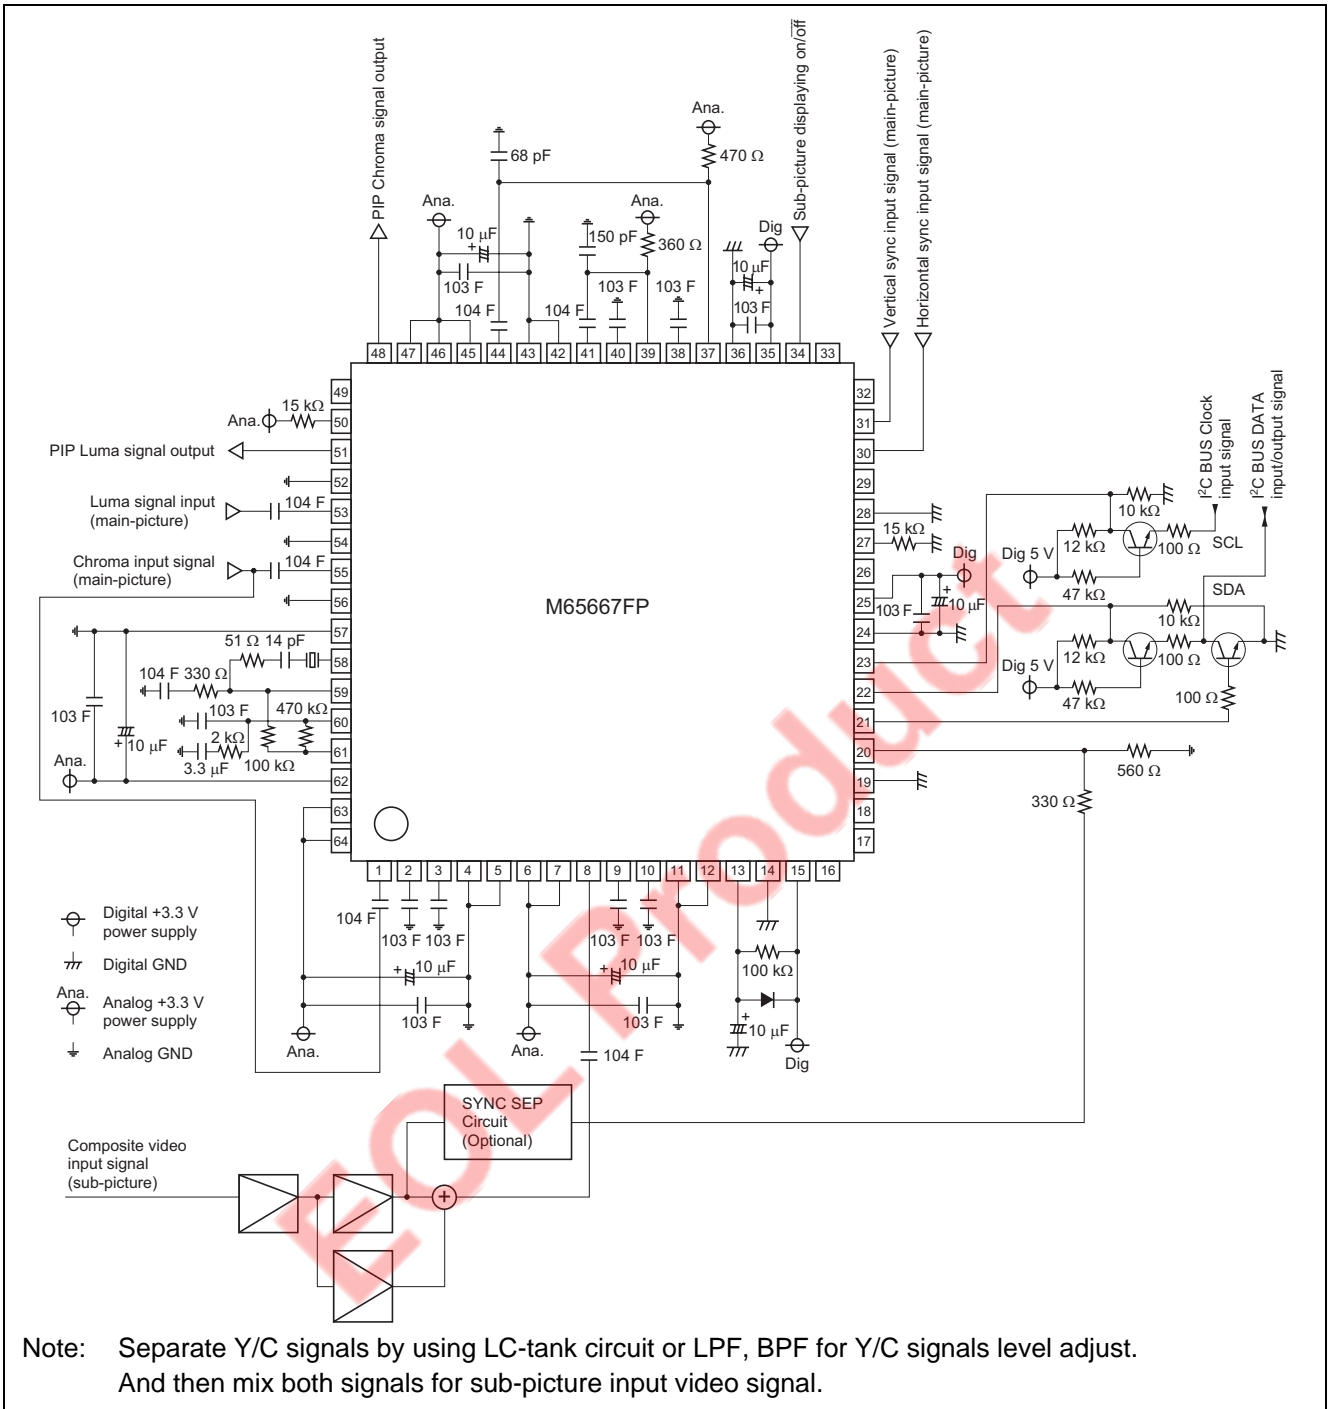 PIP Chroma signal output
Sub-picture displaying on/off
Vertical sync input signal (main-picture)
Horizontal sync input signal (main-picture)
Ana.
68 pF
470 Ω
Ana.
Ana.
Dig
10 µF
+
150 pF
360 Ω
10 µF
+
103 F
103 F
103 F
103 F
104 F
104 F
48 47 46 45 44 43 42 41 40 39 38 37 36 35 34 33
49
50
51
52
53
54
55
56
57
58
59
60
61
62
63
64
32
31
30
29
28
27
26
25
24
23
22
21
20
19
18
17
1 2 3 4 5 6 7 8 9 10 11 12 13 14 15 16
M65667FP
Ana.
15 kΩ
PIP Luma signal output
Luma signal input
(main-picture)
104 F
Chroma input signal
(main-picture)
104 F
51 Ω 14 pF
104 F 330 Ω
103 F
470 kΩ
103 F
+ 10 µF
2 kΩ
3.3 µF
100 kΩ
Ana.
I²C BUS Clock
input signal
I²C BUS DATA
input/output signal
10 kΩ
15 kΩ
12 kΩ
100 Ω
SCL
Dig
Dig 5 V
47 kΩ
SDA
103 F
+
10 µF
10 kΩ
12 kΩ
100 Ω
Dig 5 V
47 kΩ
100 Ω
560 Ω
330 Ω
104 F
103 F 103 F
103 F 103 F
+
10 µF
+
10 µF
100 kΩ
103 F
103 F
+
10 µF
Ana.
Ana.
104 F
Dig
Digital +3.3 V
power supply
Digital GND
Ana.
Analog +3.3 V
power supply
Analog GND
SYNC SEP
Circuit
(Optional)
Composite video
input signal
(sub-picture)
+
EOL Product
Note: Separate Y/C signals by using LC-tank circuit or LPF, BPF for Y/C signals level adjust.
And then mix both signals for sub-picture input video signal.